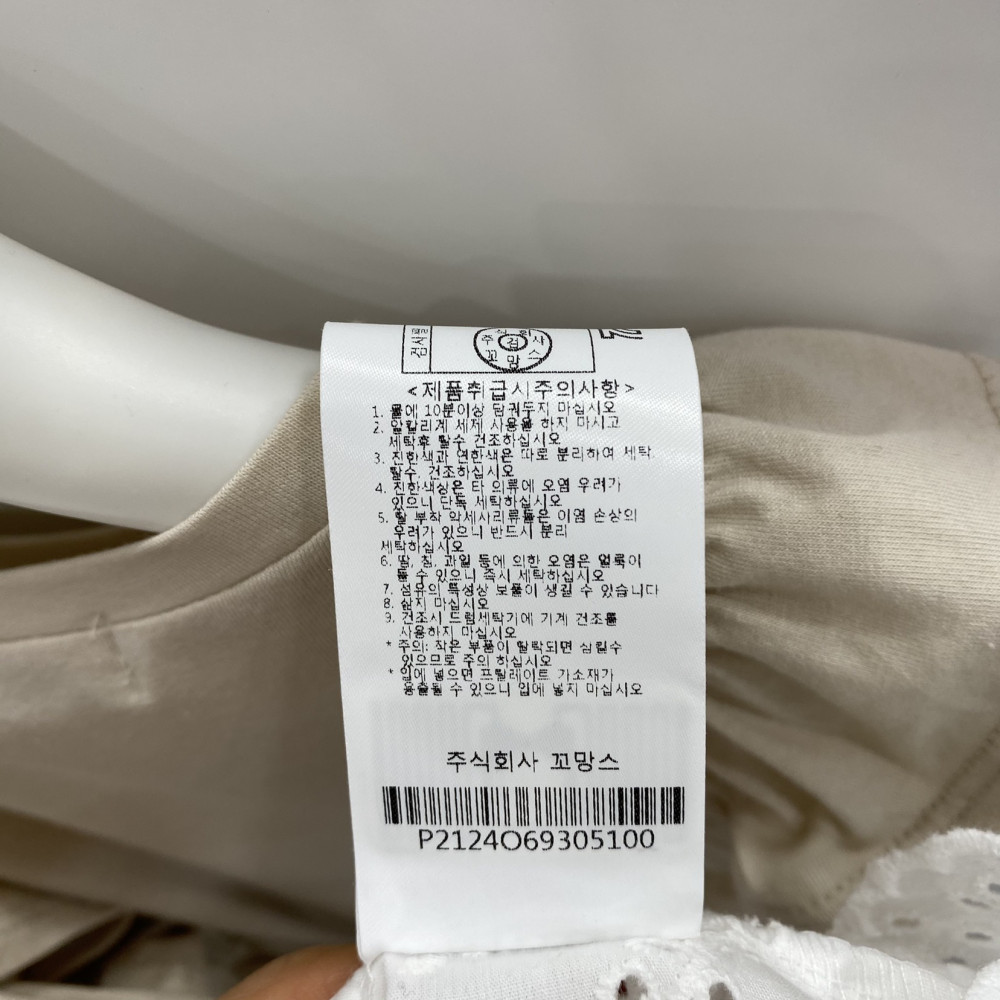 검사필
주식회사
검
꼬망스
<제품취급시주의사항>
1. 물에 10분이상 담궈두지 마십시오
2. 알칼리계 세제 사용을 하지 마시고
세탁후 탈수 건조하십시오
3. 진한색과 연한색은 따로 분리하여 세탁,
탈수, 건조하십시오
4. 진한색상은 타 의류에 오염 우려가
있으니 단독 세탁하십시오
5. 탈 부착 악세사리류들은 이염 손상의
우려가 있으니 반드시 분리
세탁하십시오
6. 땀, 침, 과일 등에 의한 오염은 얼룩이
될 수 있으니 즉시 세탁하십시오
7. 섬유의 특성상 보풀이 생길 수 있습니다
8. 삶지 마십시오
9. 건조시 드럼세탁기에 기계 건조를
사용하지 마십시오
* 주의: 작은 부품이 탈락되면 삼킬수
있으므로 주의 하십시오
* 입에 넣으면 프탈레이트 가소재가
용출될 수 있으니 입에 넣지 마십시오
주식회사 꼬망스
P2124O69305100